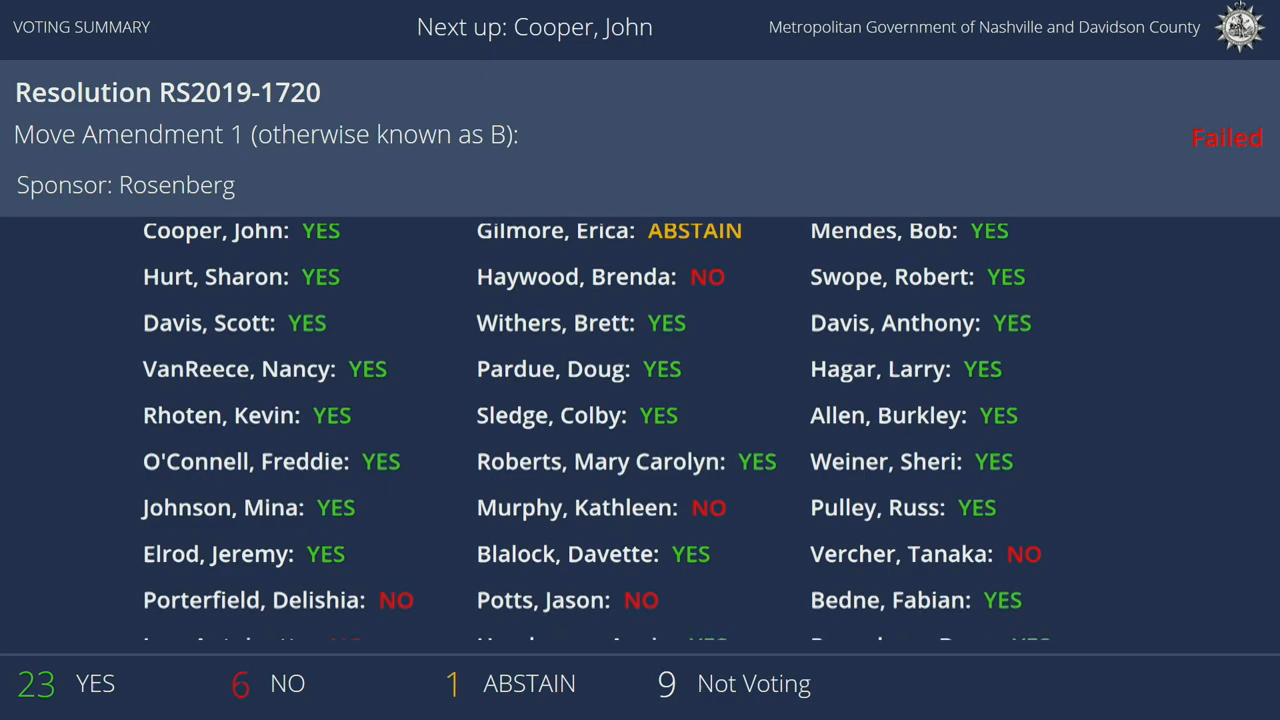 VOTING SUMMARY
Next up: Cooper, John
Metropolitan Government of Nashville and Davidson County
Resolution RS2019-1720
Move Amendment 1 (otherwise known as B):
Failed
Sponsor: Rosenberg
Cooper, John: YES Gilmore, Erica: ABSTAIN Mendes, Bob: YES
Hurt, Sharon: YES Haywood, Brenda: NO Swope, Robert: YES
Davis, Scott: YES Withers, Brett: YES Davis, Anthony: YES
VanReece, Nancy: YES Pardue, Doug: YES Hagar, Larry: YES
Rhoten, Kevin: YES Sledge, Colby: YES Allen, Burkley: YES
O'Connell, Freddie: YES Roberts, Mary Carolyn: YES Weiner, Sheri: YES
Johnson, Mina: YES Murphy, Kathleen: NO Pulley, Russ: YES
Elrod, Jeremy: YES Blalock, Davette: YES Vercher, Tanaka: NO
Porterfield, Delishia: NO Potts, Jason: NO Bedne, Fabian: YES
23 YES 6 NO 1 ABSTAIN 9 Not Voting